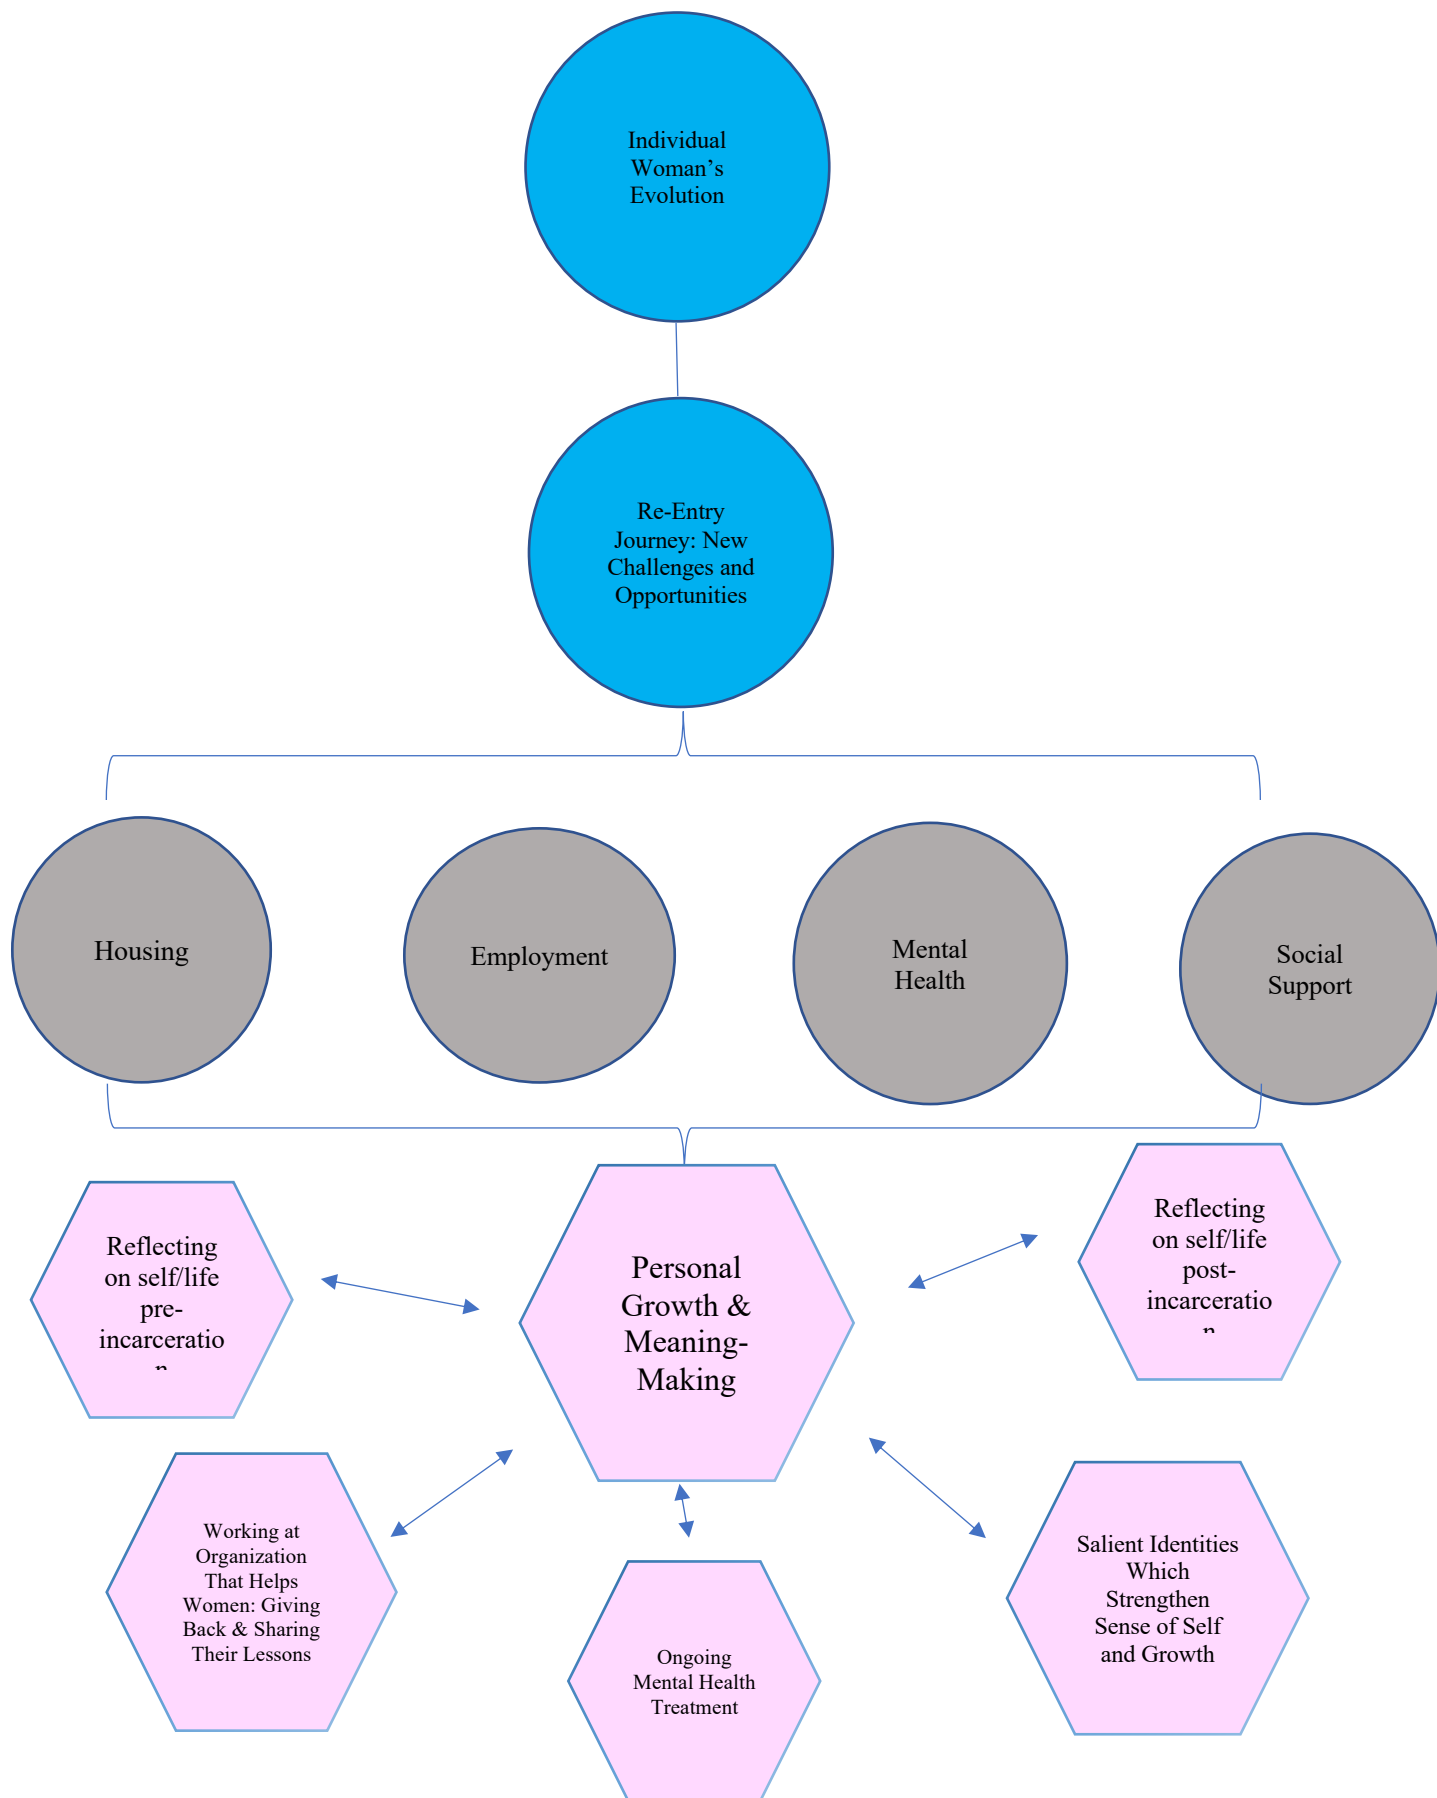 Individual
Woman’s
Evolution
Re-Entry
Journey: New
Challenges and
Opportunities
Housing
Employment
Mental
Health
Social
Support
Reflecting
on self/life
pre-
incarceratio
n
Personal
Growth &
Meaning-
Making
Reflecting
on self/life
post-
incarceratio
n
Working at
Organization
That Helps
Women: Giving
Back & Sharing
Their Lessons
Ongoing
Mental Health
Treatment
Salient Identities
Which
Strengthen
Sense of Self
and Growth